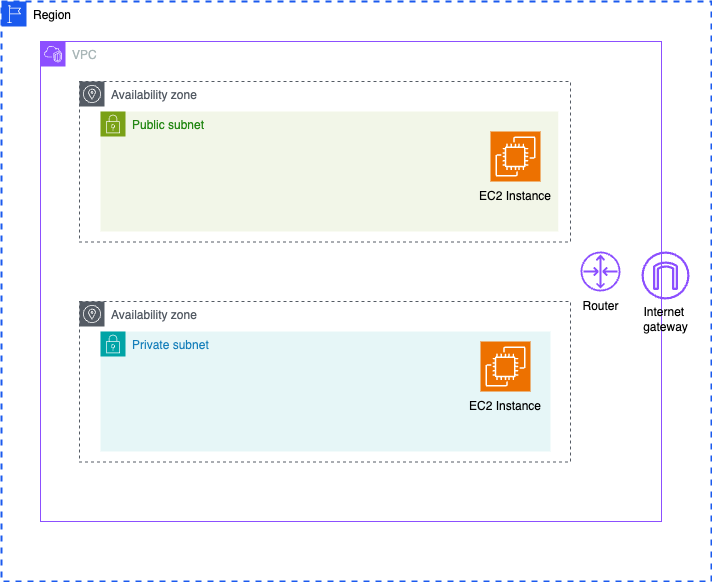 Region
VPC
Availability zone
Public subnet
EC2 Instance
Router
Internet
gateway
Availability zone
Private subnet
EC2 Instance